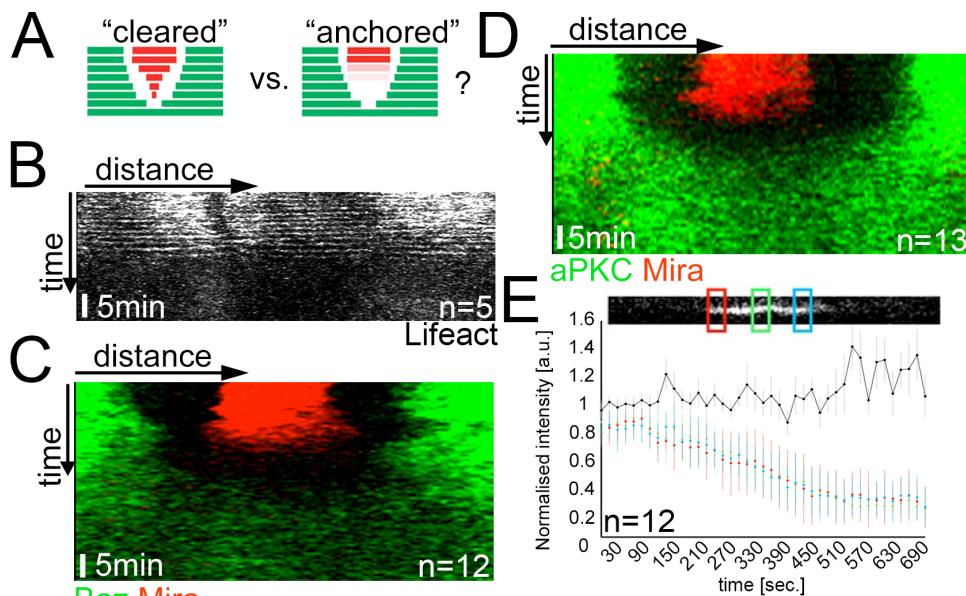 A
"cleared"
vs.
"anchored"
?
B
distance
time
5min
n=5
Lifeact
C
distance
time
5min
n=12
Baz Mira
D
distance
time
5min
n=13
aPKC Mira
E
Normalised intensity [a.u.]
1.6
1.4
1.2
1
0.8
0.6
0.4
0.2
0
n=12
30
90
150
210
270
330
390
450
510
570
630
690
time [sec.]